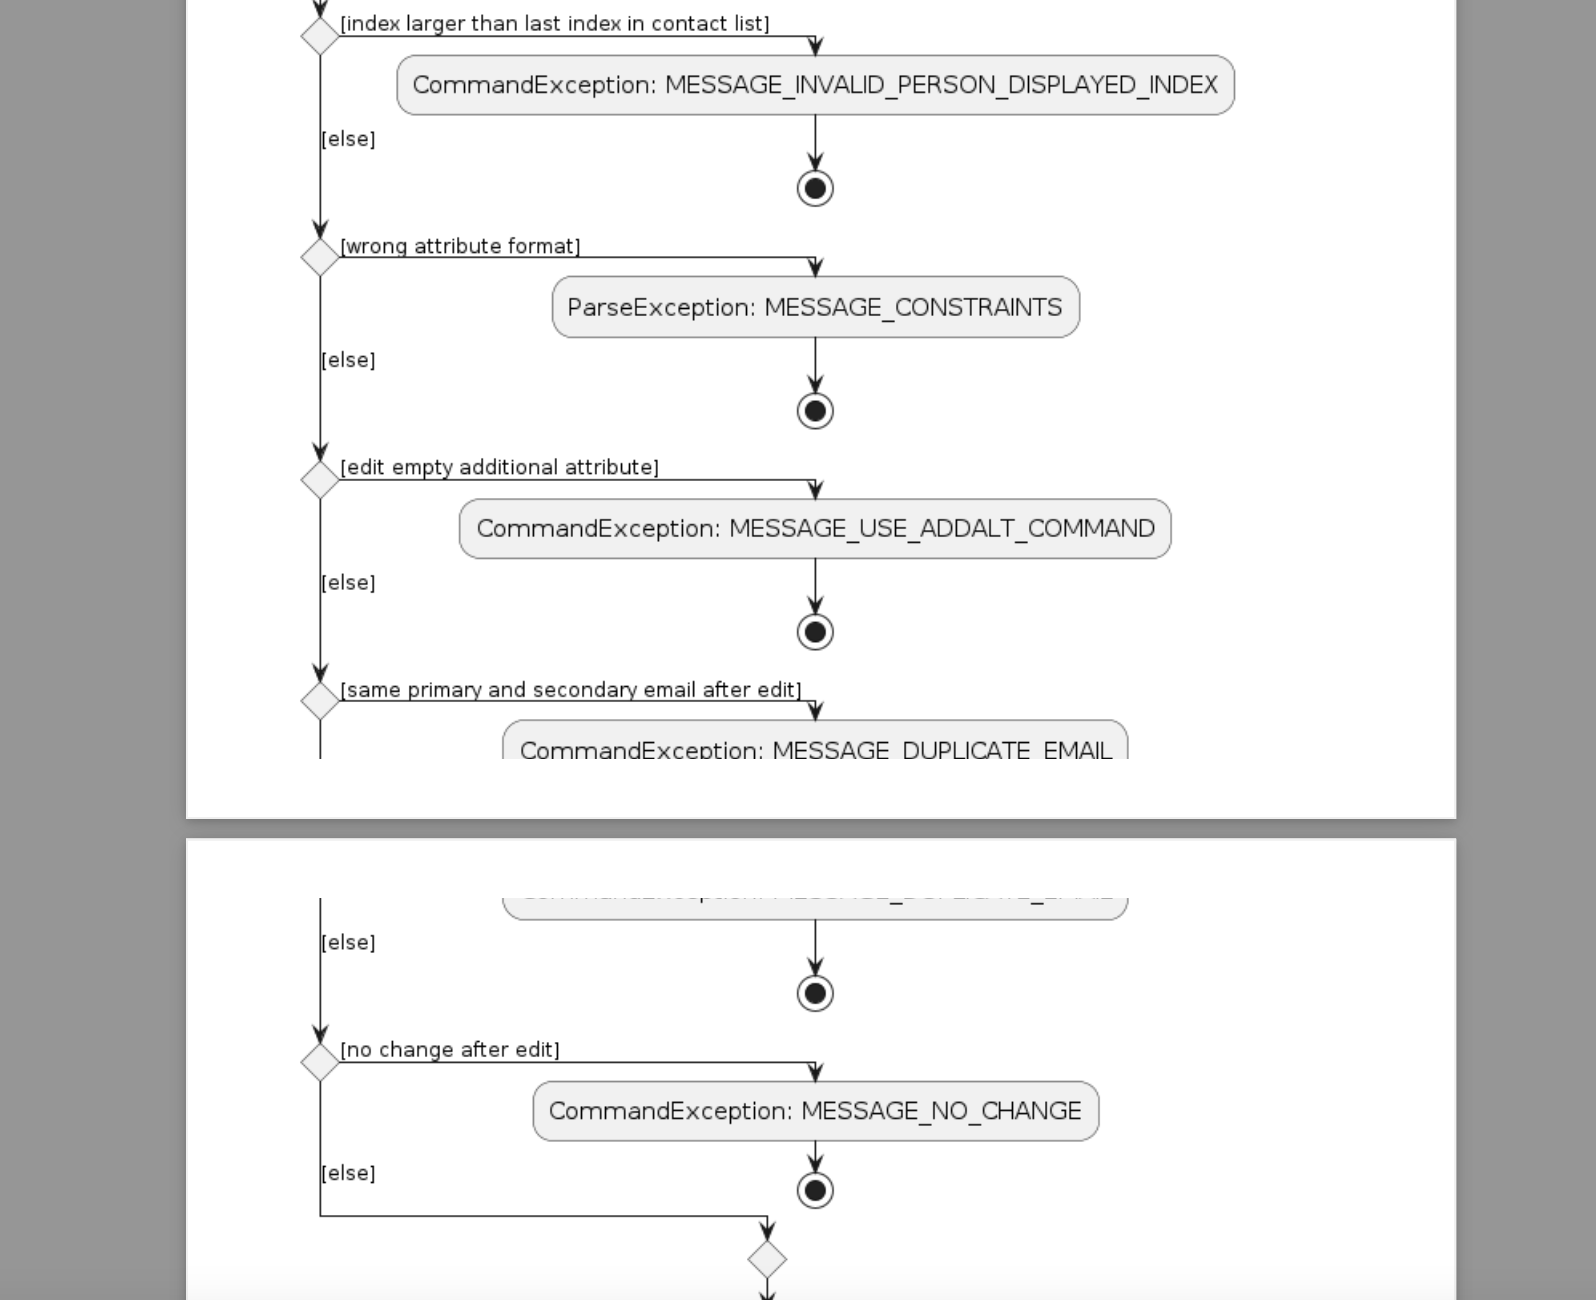 [index larger than last index in contact list]
CommandException: MESSAGE_INVALID_PERSON_DISPLAYED_INDEX
[else]
[wrong attribute format]
ParseException: MESSAGE_CONSTRAINTS
[else]
[edit empty additional attribute]
CommandException: MESSAGE_USE_ADDALT_COMMAND
[else]
[same primary and secondary email after edit]
CommandException: MESSAGE_DUPLICATE_EMAIL
[else]
[no change after edit]
CommandException: MESSAGE_NO_CHANGE
[else]